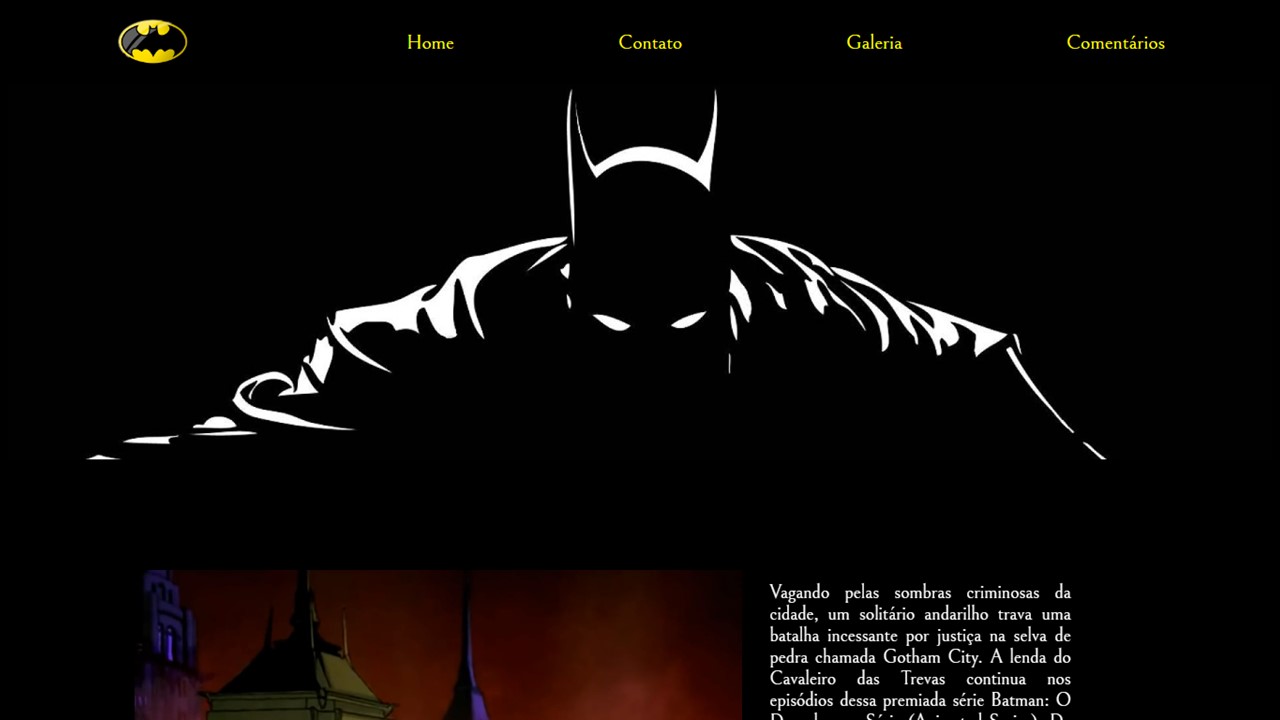 Home
Contato
Galeria
Comentários
Vagando pelas sombras criminosas da
cidade, um solitário andarilho trava uma
batalha incessante por justiça na selva de
pedra chamada Gotham City. A lenda do
Cavaleiro das Trevas continua nos
episódios dessa premiada série Batman: O